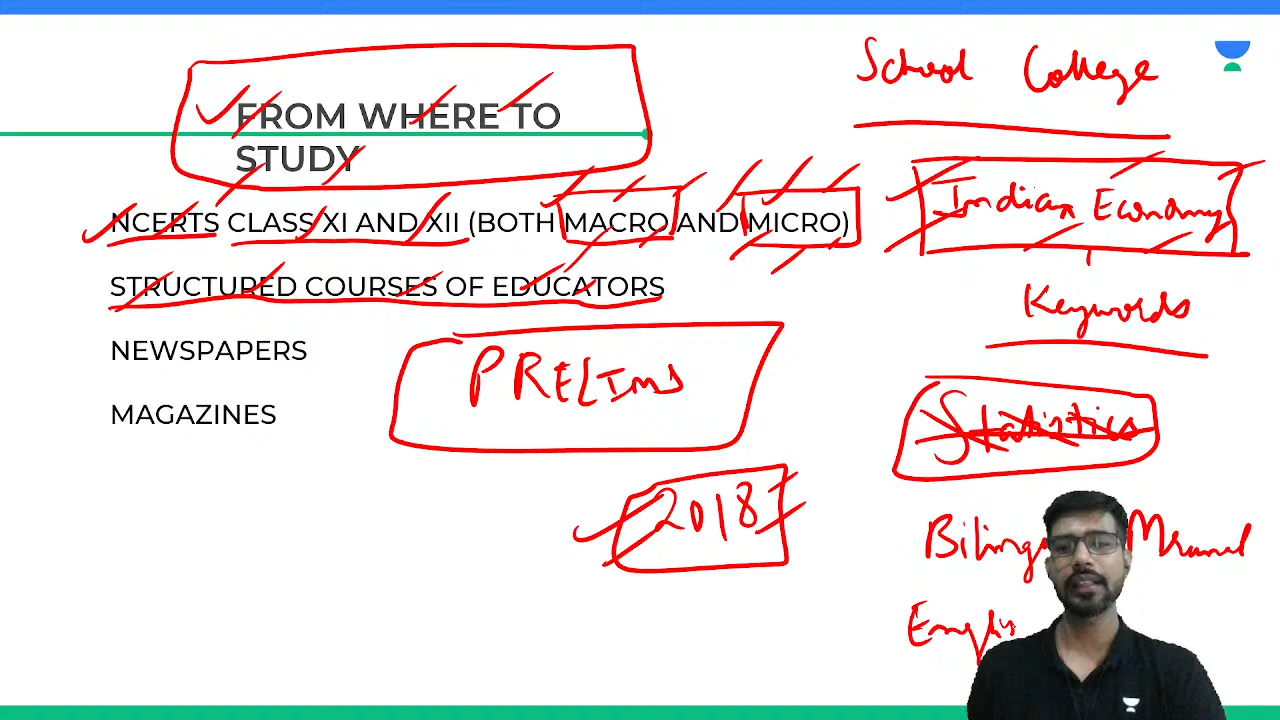 School College
FROM WHERE TO
STUDY
NCERTS CLASS XI AND XII (BOTH MACRO AND MICRO)
Indian Economy
STRUCTURED COURSES OF EDUCATORS
Keywords
NEWSPAPERS
PRELIMS
MAGAZINES
Statistics
2018